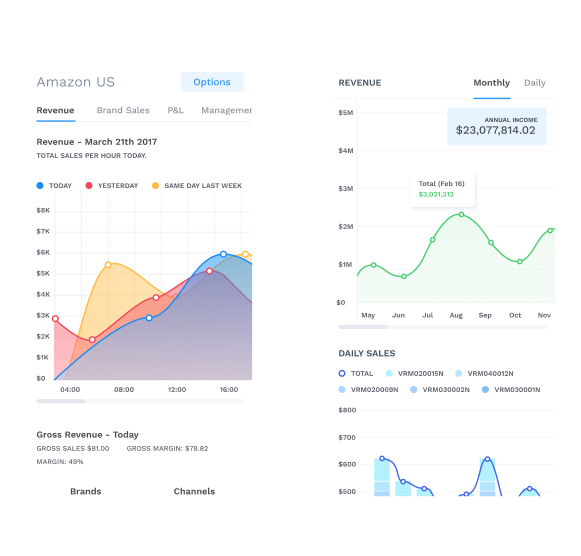 Amazon US
Options
Revenue
Brand Sales
P&L
Managemer
Revenue - March 21th 2017
TOTAL SALES PER HOUR TODAY.
TODAY
YESTERDAY
SAME DAY LAST WEEK
$8K
$7K
$6K
$5K
$4K
$3K
$2K
$1K
$0
04:00
08:00
12:00
16:00
Gross Revenue - Today
GROSS SALES $81.00
GROSS MARGIN: $78.82
MARGIN: 49%
Brands
Channels
REVENUE
Monthly
Daily
ANNUAL INCOME
$23,077,814.02
$5M
$4M
$3M
$2M
$1M
$0
Total (Feb 16)
$3,021,212
May
Jun
Jul
Aug
Sep
Oct
Nov
DAILY SALES
TOTAL
VRM020015N
VRM040012N
VRM020009N
VRM030002N
VRM030001N
$800
$700
$600
$500